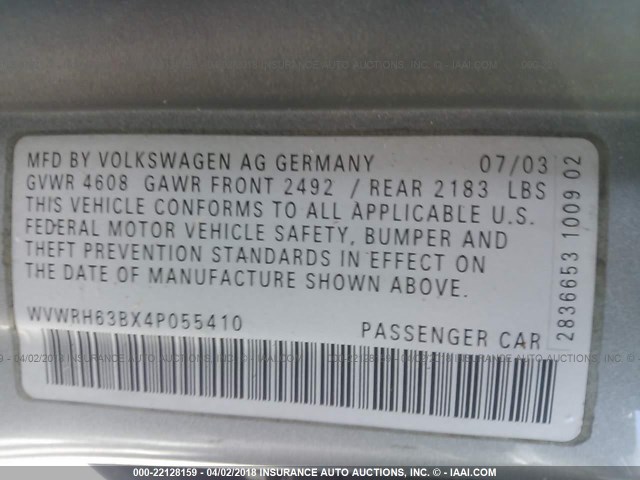 MFD BY VOLKSWAGEN AG GERMANY 07/03
GVWR 4608 GAWR FRONT 2492 / REAR 2183 LBS
THIS VEHICLE CONFORMS TO ALL APPLICABLE U.S.
FEDERAL MOTOR VEHICLE SAFETY, BUMPER AND
THEFT PREVENTION STANDARDS IN EFFECT ON
THE DATE OF MANUFACTURE SHOWN ABOVE.
WVWRH63BX4P055410 PASSENGER CAR
2836653 1009 02
000-22128159 - 04/02/2018 INSURANCE AUTO AUCTIONS, INC. © - IAAI.COM